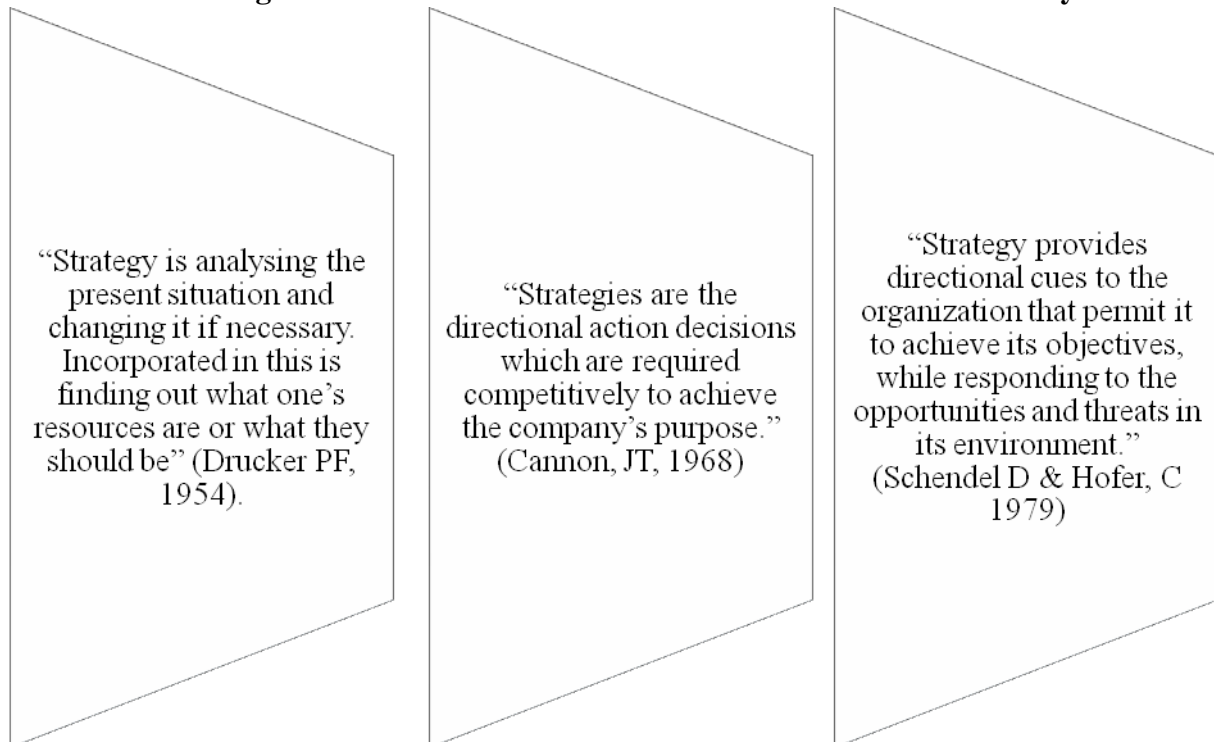 “Strategy is analysing the
present situation and
changing it if necessary.
Incorporated in this is
finding out what one’s
resources are or what they
should be” (Drucker PF,
1954).
“Strategies are the
directional action decisions
which are required
competitively to achieve
the company’s purpose.”
(Cannon, JT, 1968)
“Strategy provides
directional cues to the
organization that permit it
to achieve its objectives,
while responding to the
opportunities and threats in
its environment.”
(Schendel D & Hofer, C
1979)